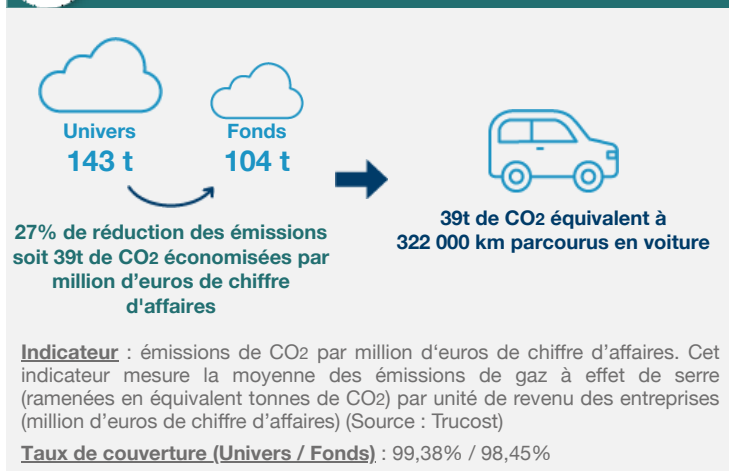 Univers
143 t
Fonds
104 t
27% de réduction des émissions
soit 39t de CO2 économisées par
million d’euros de chiffre
d'affaires
39t de CO2 équivalent à
322 000 km parcourus en voiture
Indicateur : émissions de CO2 par million d‘euros de chiffre d’affaires. Cet
indicateur mesure la moyenne des émissions de gaz à effet de serre
(ramenées en équivalent tonnes de CO2) par unité de revenu des entreprises
(million d’euros de chiffre d’affaires) (Source : Trucost)
Taux de couverture (Univers / Fonds) : 99,38% / 98,45%